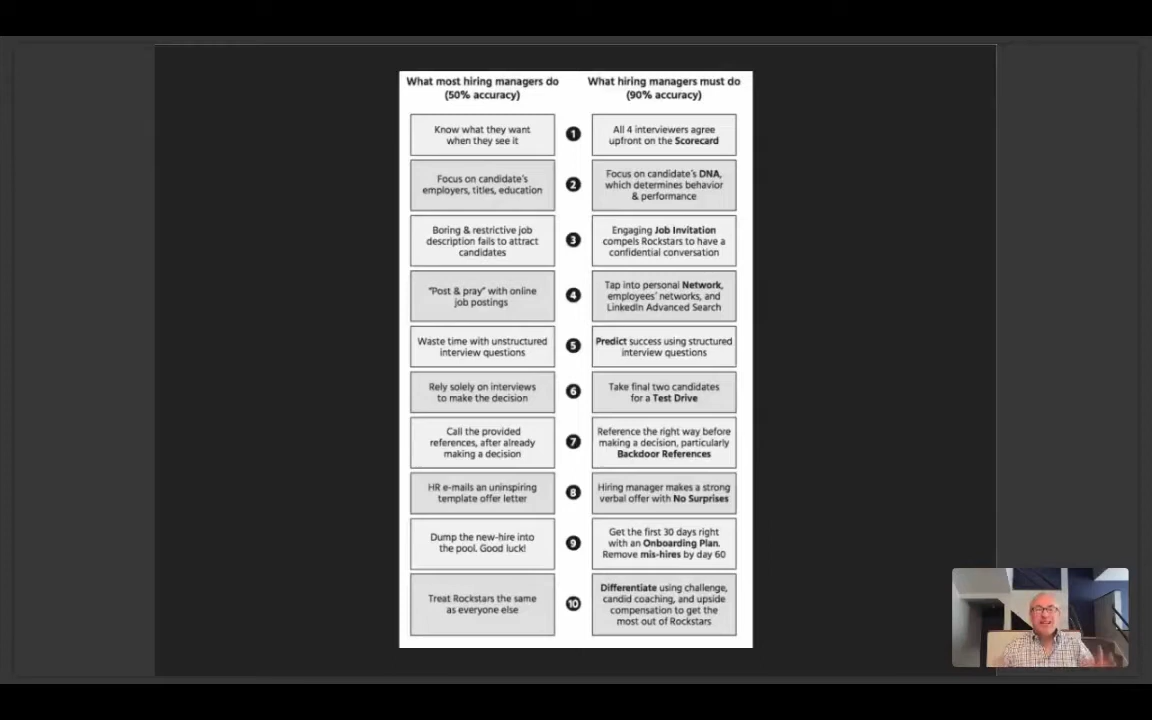 What most hiring managers do
(50% accuracy)
What hiring managers must do
(90% accuracy)
Know what they want
when they see it
1
All 4 interviewers agree
upfront on the Scorecard
Focus on candidate's
employers, titles, education
2
Focus on candidate's DNA,
which determines behavior
& performance
Boring & restrictive job
description fails to attract
candidates
3
Engaging Job Invitation
compels Rockstars to have a
confidential conversation
"Post & pray" with online
job postings
4
Tap into personal Network,
employees' networks, and
LinkedIn Advanced Search
Waste time with unstructured
interview questions
5
Predict success using structured
interview questions
Rely solely on interviews
to make the decision
6
Take final two candidates
for a Test Drive
Call the provided
references, after already
making a decision
7
Reference the right way before
making a decision, particularly
Backdoor References
HR e-mails an uninspiring
template offer letter
8
Hiring manager makes a strong
verbal offer with No Surprises
Dump the new-hire into
the pool. Good luck!
9
Get the first 30 days right
with an Onboarding Plan.
Remove mis-hires by day 60
Treat Rockstars the same
as everyone else
10
Differentiate using challenge,
candid coaching, and upside
compensation to get the
most out of Rockstars